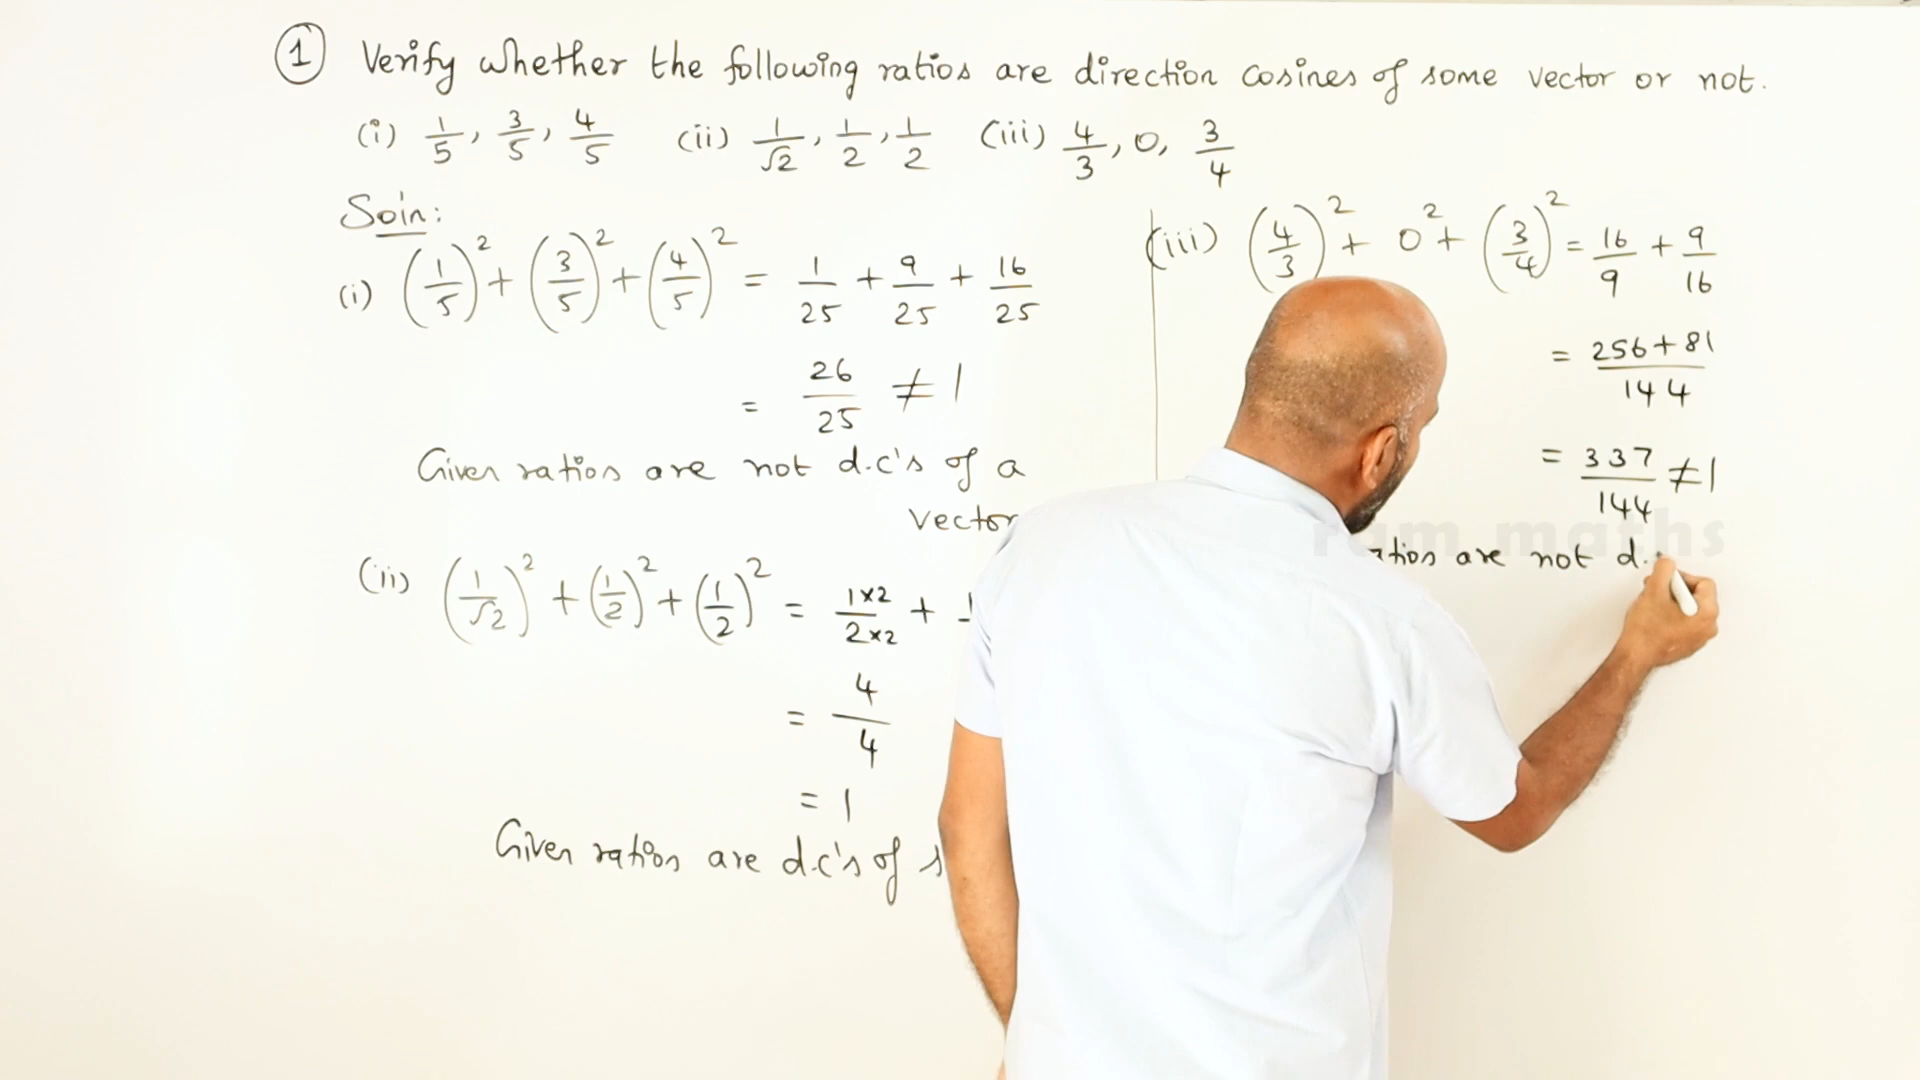 ① Verify whether the following ratios are direction cosines of some vector or not.
(i) 1/5, 3/5, 4/5 (ii) 1/√2, 1/2, 1/2 (iii) 4/3, 0, 3/4
Soln:
(i) (1/5)² + (3/5)² + (4/5)² = 1/25 + 9/25 + 16/25
= 26/25 ≠ 1
Given ratios are not d.c's of a
vector
(ii) (1/√2)² + (1/2)² + (1/2)² = 1×2/2×2 +
= 4/4
= 1
Given ratios are d.c's of
(iii) (4/3)² + 0² + (3/4)² = 16/9 + 9/16
= 256+81/144
= 337/144 ≠ 1
ram maths
are not d.